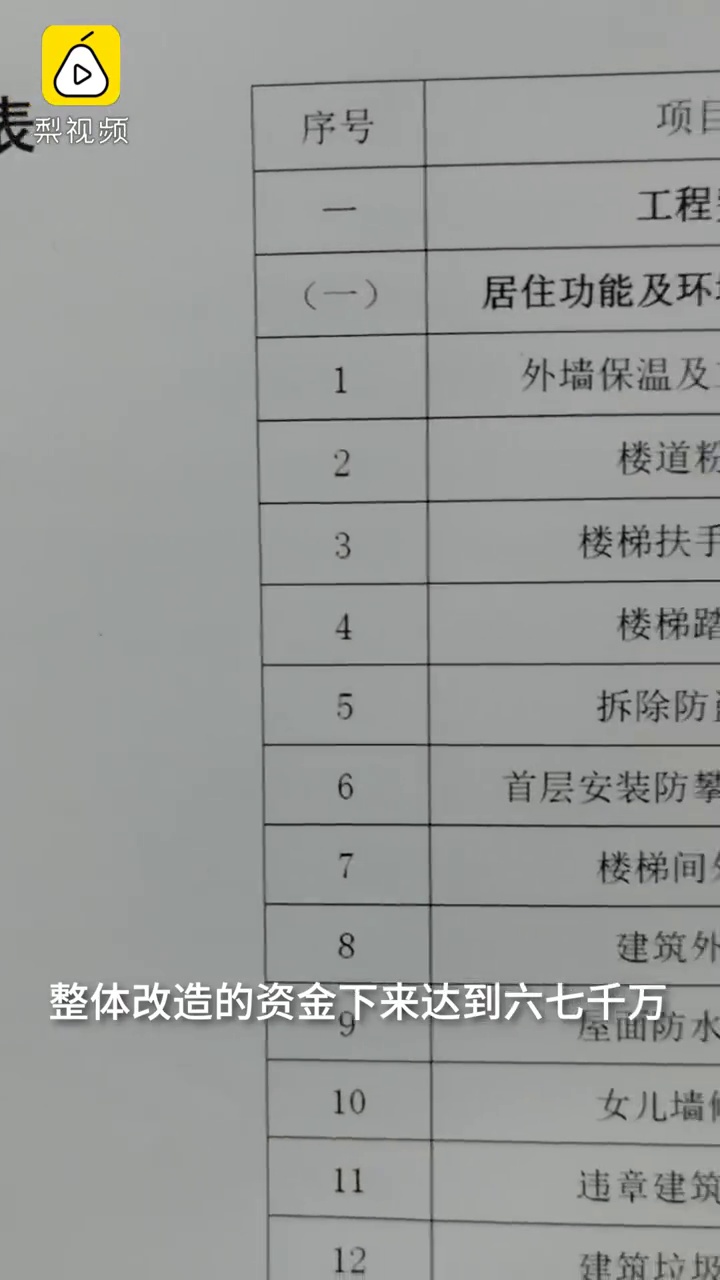 梨视频
表
序号 项目
一 工程
（一） 居住功能及环
1 外墙保温及
2 楼道粉
3 楼梯扶手
4 楼梯踏
5 拆除防
6 首层安装防攀
7 楼梯间
8 建筑外
整体改造的资金下来达到六七千万
9 屋面防水
10 女儿墙
11 违章建筑
12 建筑垃圾